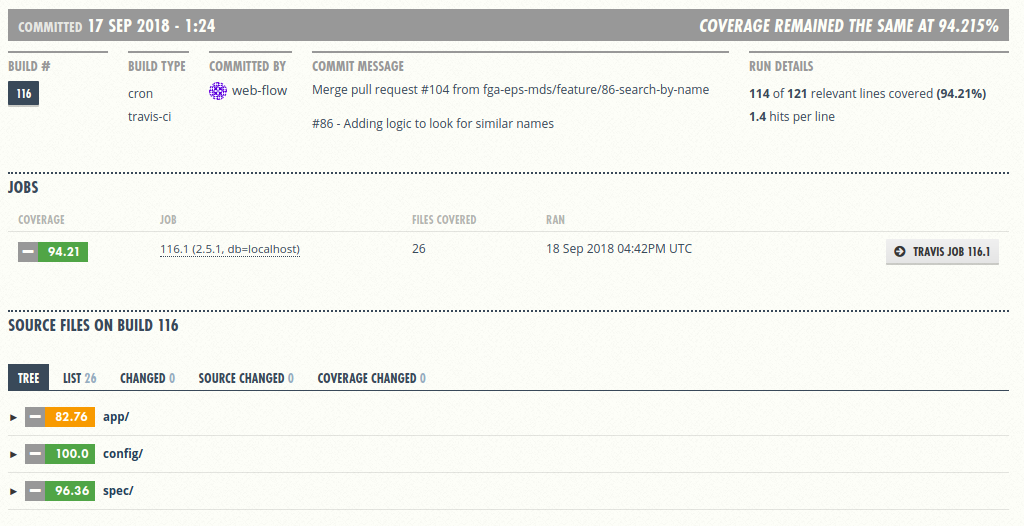 COMMITTED 17 SEP 2018 - 1:24 COVERAGE REMAINED THE SAME AT 94.215%
BUILD # BUILD TYPE COMMITTED BY COMMIT MESSAGE RUN DETAILS
116 cron web-flow Merge pull request #104 from fga-eps-mds/feature/86-search-by-name 114 of 121 relevant lines covered (94.21%)
travis-ci #86 - Adding logic to look for similar names 1.4 hits per line
JOBS
COVERAGE JOB FILES COVERED RAN
94.21 116.1 (2.5.1, db=localhost) 26 18 Sep 2018 04:42PM UTC TRAVIS JOB 116.1
SOURCE FILES ON BUILD 116
TREE LIST 26 CHANGED 0 SOURCE CHANGED 0 COVERAGE CHANGED 0
82.76 app/
100.0 config/
96.36 spec/